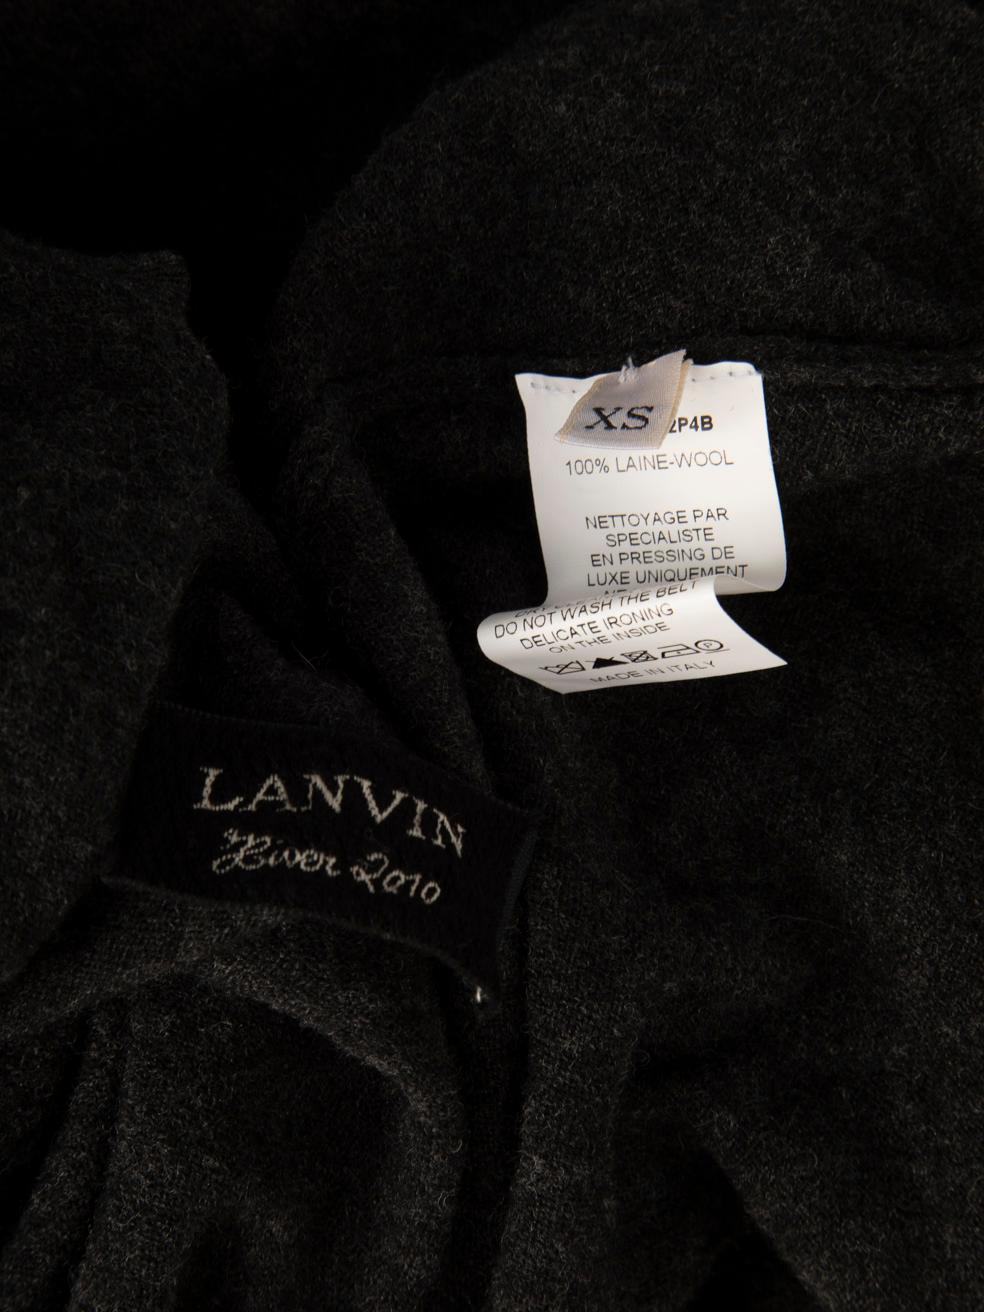 XS
2P4B
100% LAINE-WOOL
NETTOYAGE PAR
SPECIALISTE
EN PRESSING DE
LUXE UNIQUEMENT
DO NOT WASH THE BELT
DELICATE IRONING
ON THE INSIDE
P
MADE IN ITALY
LANVIN
Hiver 2010